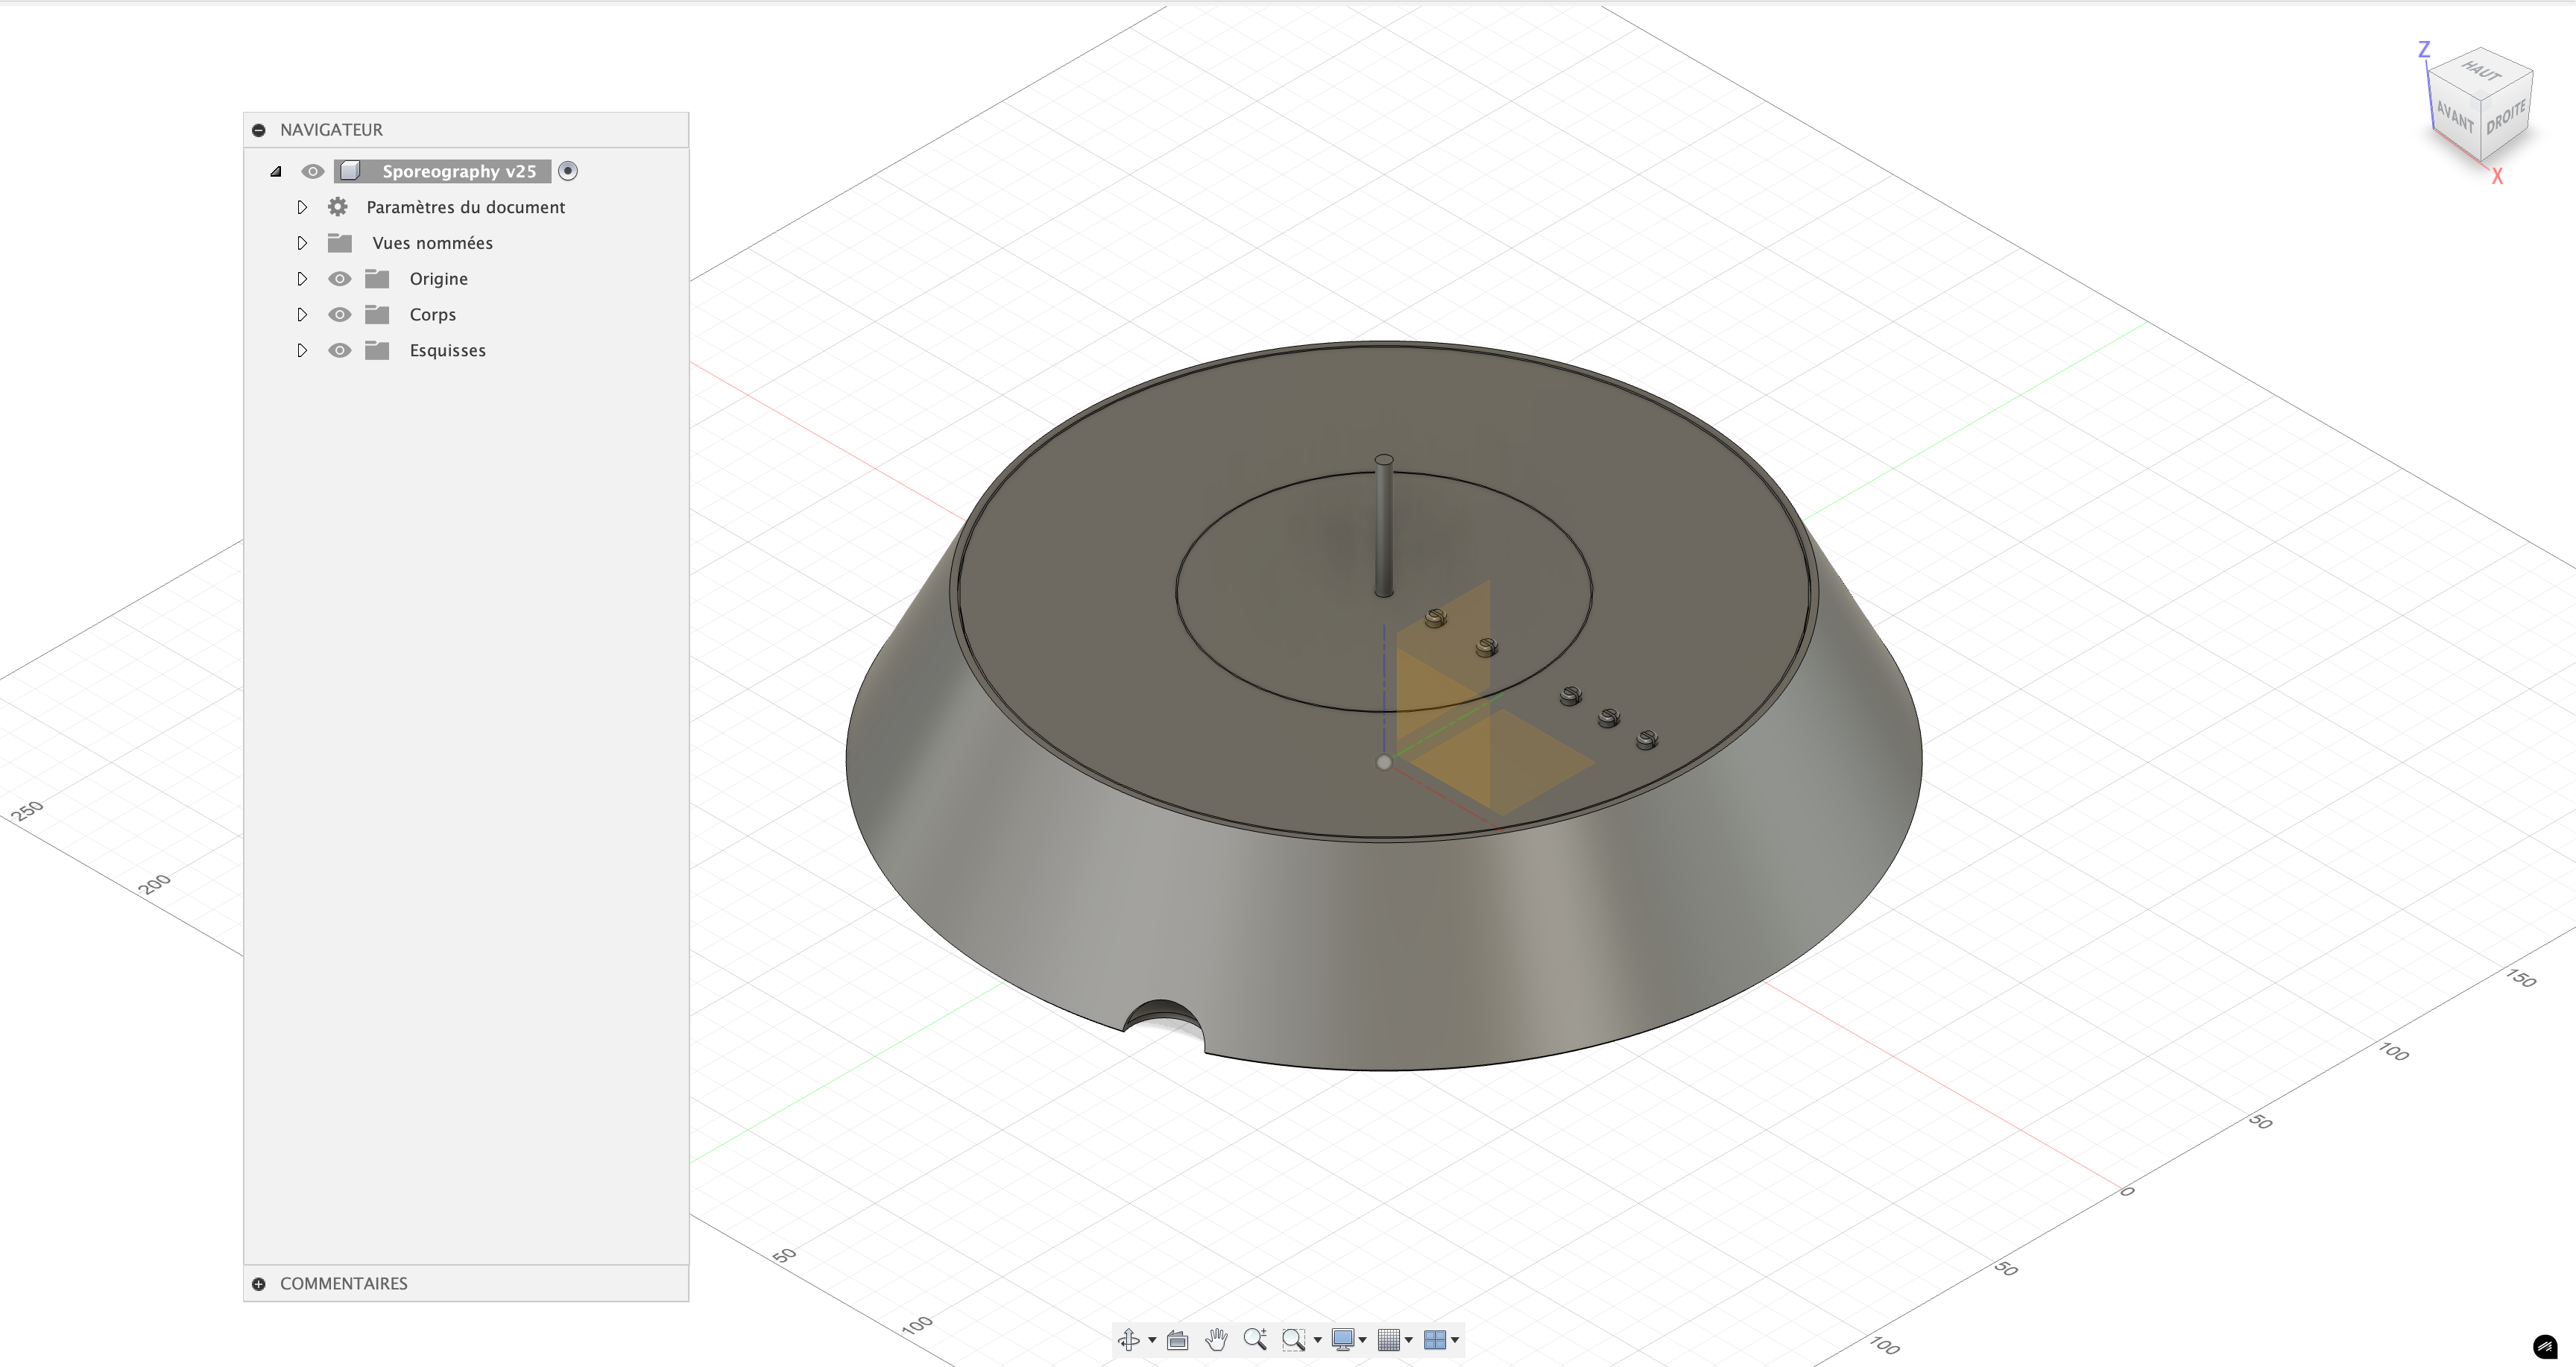 NAVIGATEUR
Sporeography v25
Paramètres du document
Vues nommées
Origine
Corps
Esquisses
COMMENTAIRES
Z
HAUT
AVANT
DROITE
X
250
200
150
100
50
0
50
50
100
100